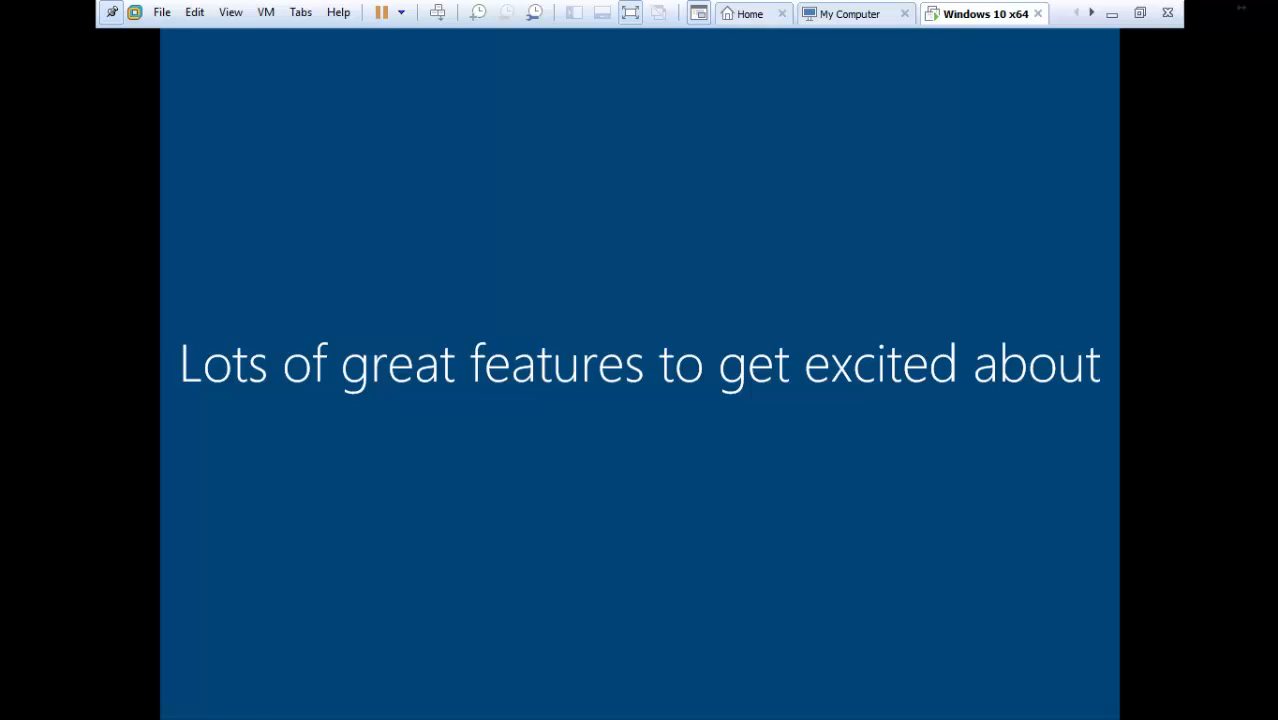 File Edit View VM Tabs Help Home My Computer Windows 10 x64
Lots of great features to get excited about